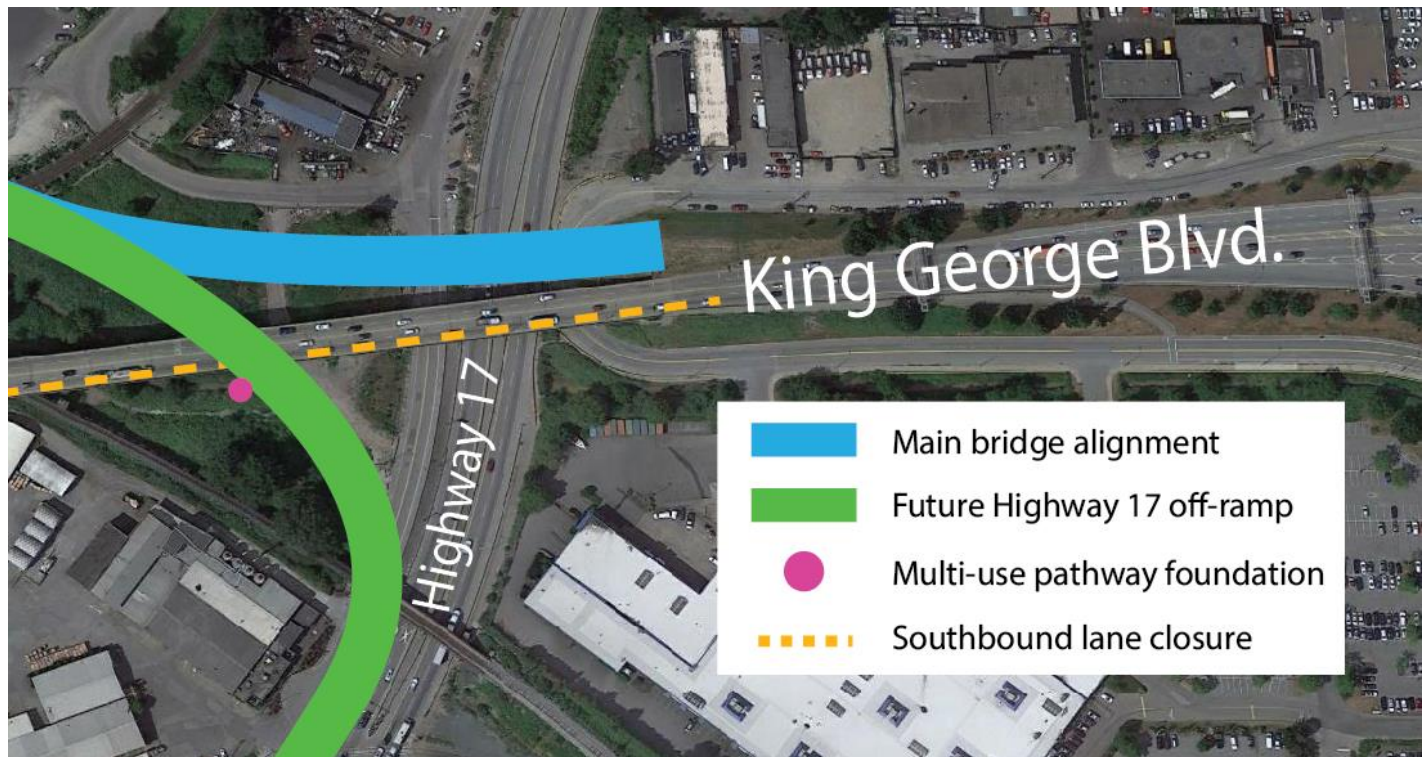 King George Blvd.
Highway 17
Main bridge alignment
Future Highway 17 off-ramp
Multi-use pathway foundation
Southbound lane closure